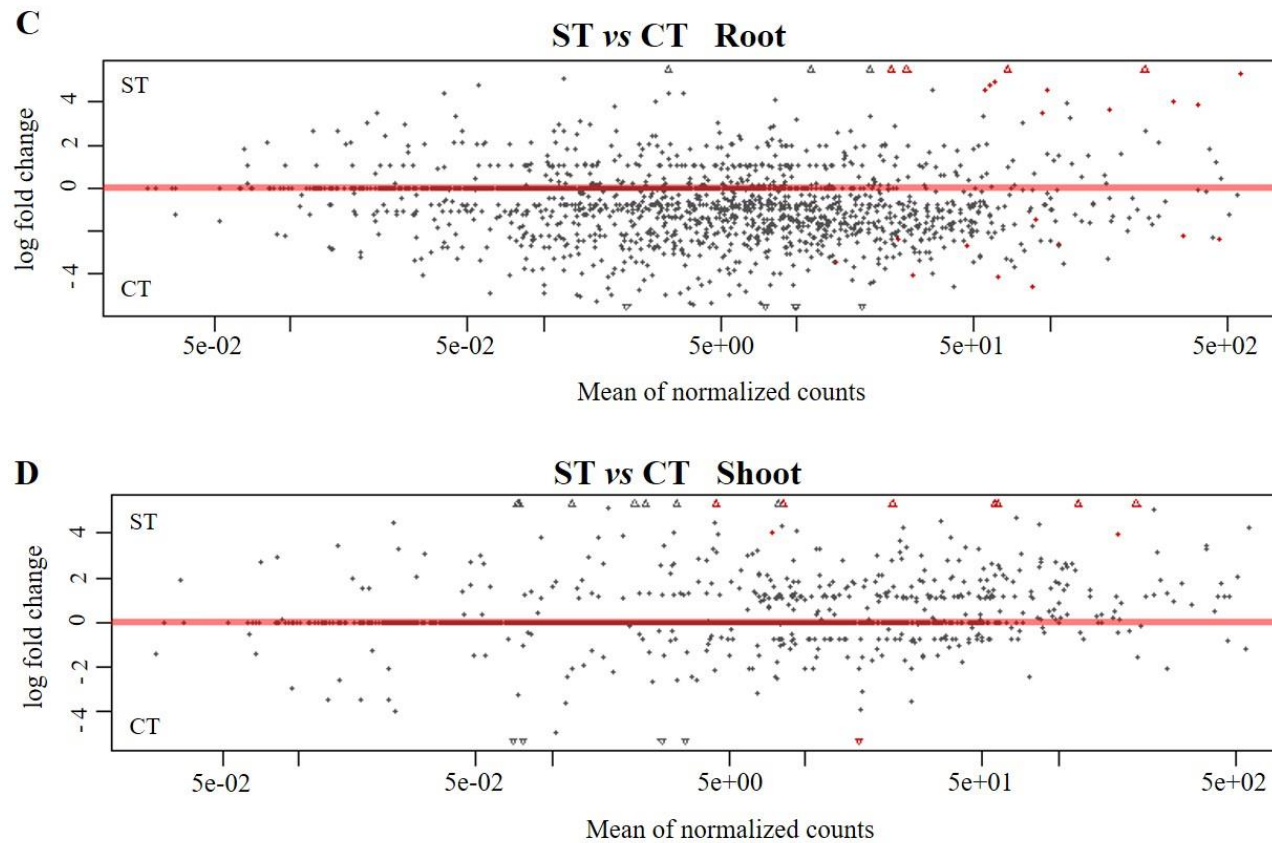 C
ST vs CT Root
ST
4
2
0
- 4
CT
log fold change
5e-02
5e-02
5e+00
5e+01
5e+02
Mean of normalized counts
D
ST vs CT Shoot
ST
4
2
0
- 2
- 4
CT
log fold change
5e-02
5e-02
5e+00
5e+01
5e+02
Mean of normalized counts